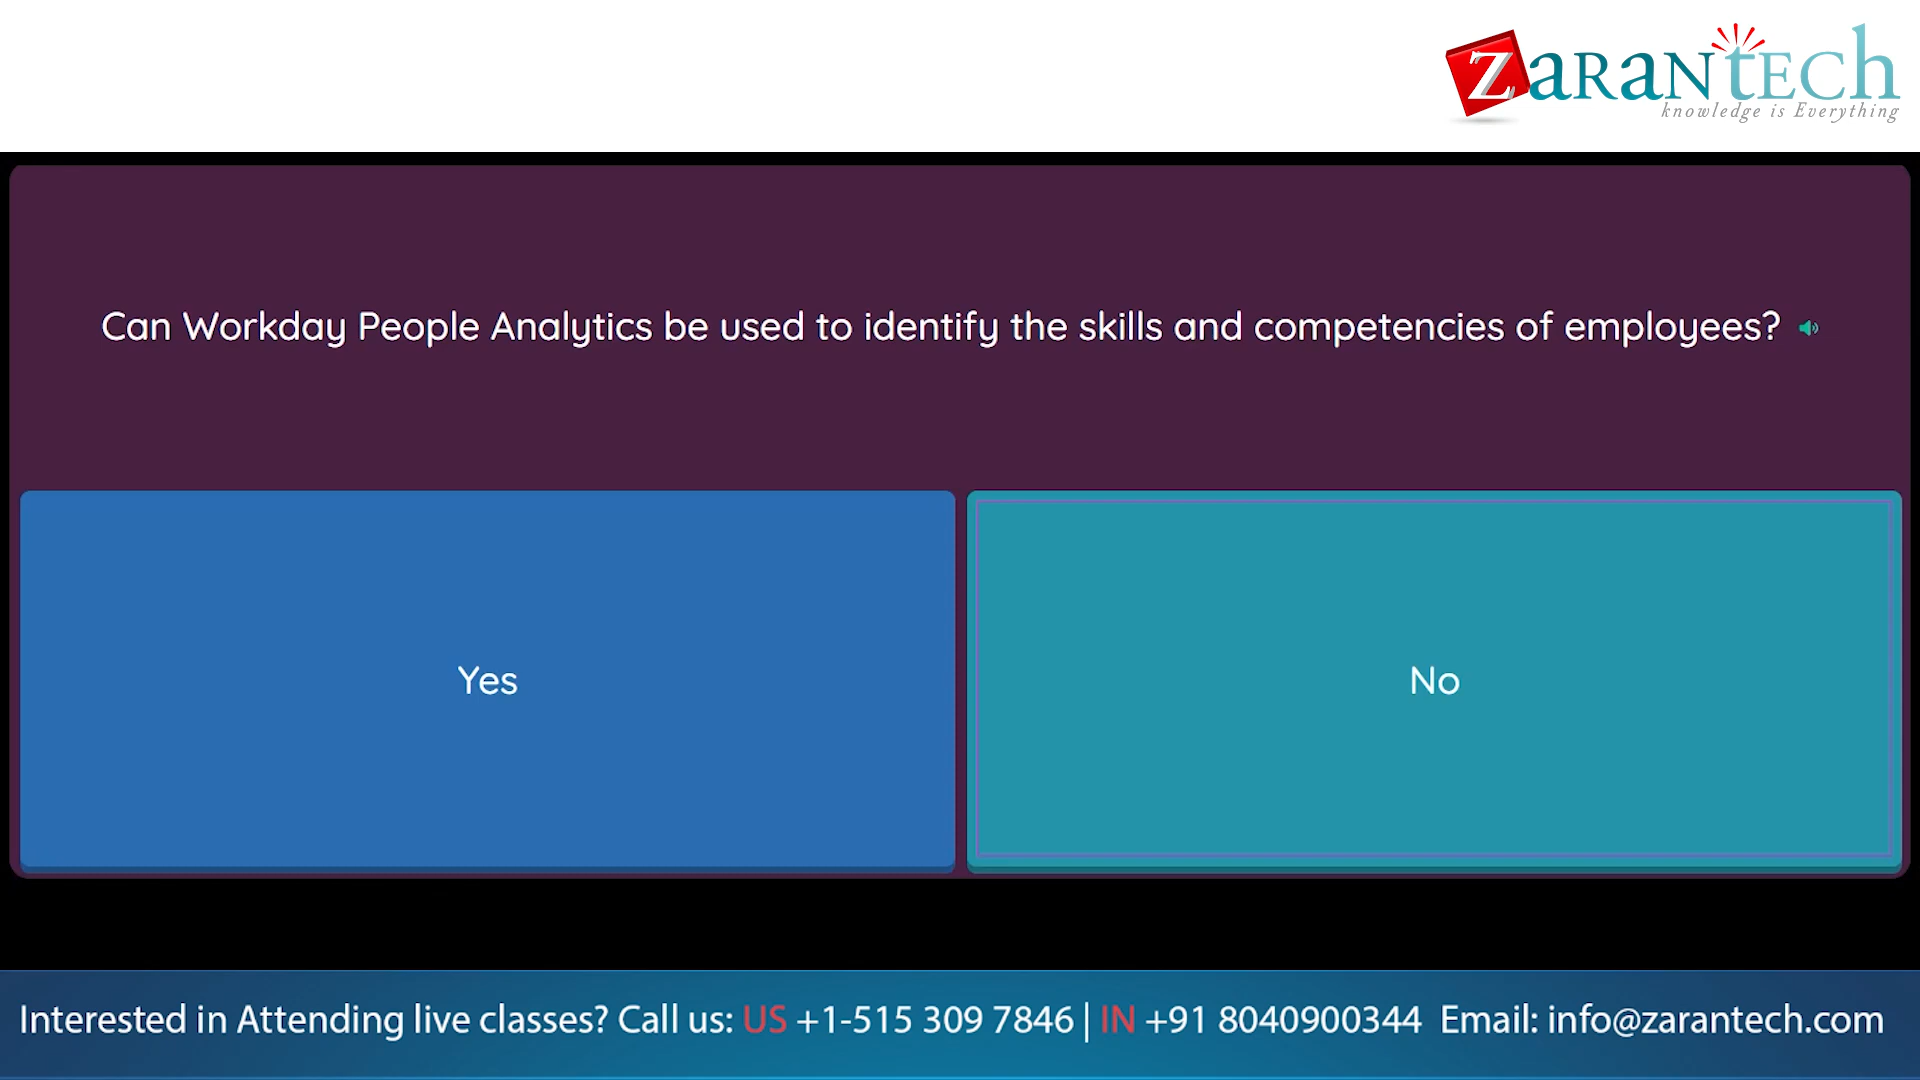 ZaranTech
knowledge is Everything
Can Workday People Analytics be used to identify the skills and competencies of employees?
Yes
No
Interested in Attending live classes? Call us: US +1-515 309 7846 | IN +91 8040900344 Email: info@zarantech.com